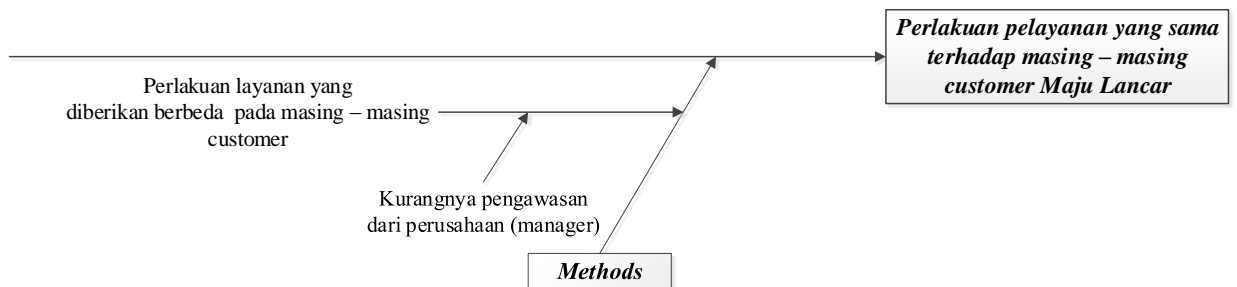 Perlakuan pelayanan yang sama
terhadap masing – masing
customer Maju Lancar
Perlakuan layanan yang
diberikan berbeda pada masing – masing
customer
Kurangnya pengawasan
dari perusahaan (manager)
Methods